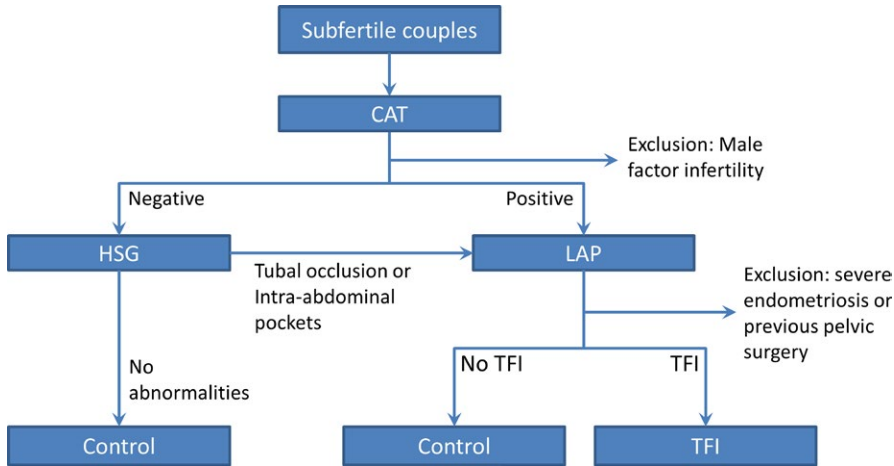 Subfertile couples
CAT
Exclusion: Male
factor infertility
Negative
Positive
HSG
LAP
Tubal occlusion or
Intra-abdominal
pockets
Exclusion: severe
endometriosis or
previous pelvic
surgery
No
abnormalities
No TFI
TFI
Control
Control
TFI